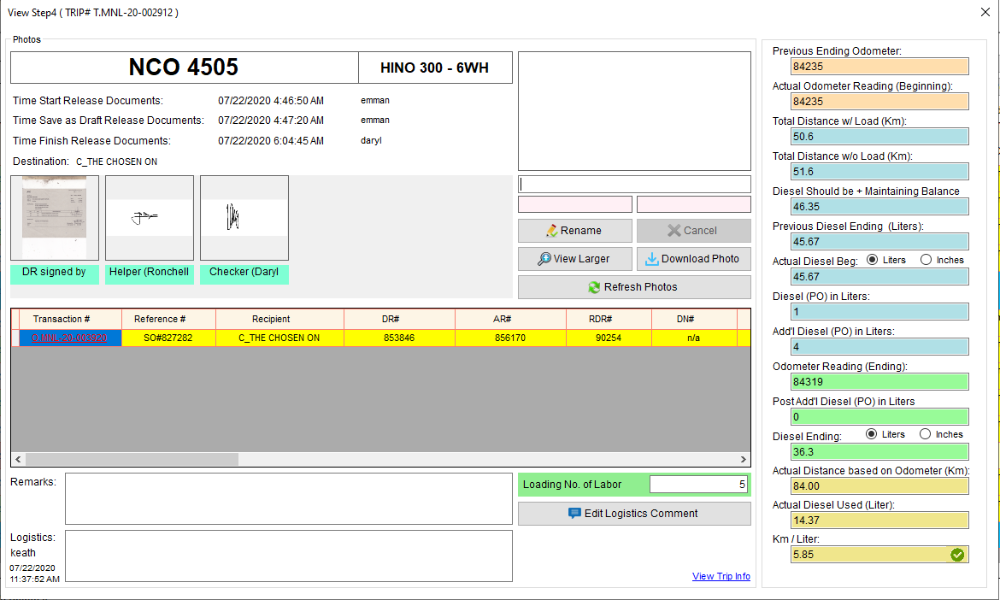 View Step4 ( TRIP# T.MNL-20-002912 )
Photos
NCO 4505
HINO 300 - 6WH
Time Start Release Documents: 07/22/2020 4:46:50 AM emman
Time Save as Draft Release Documents: 07/22/2020 4:47:20 AM emman
Time Finish Release Documents: 07/22/2020 6:04:45 AM daryl
Destination: C_THE CHOSEN ON
DR signed by
Helper (Ronchell
Checker (Daryl
Rename
Cancel
View Larger
Download Photo
Refresh Photos
Transaction # Reference # Recipient DR# AR# RDR# DN#
O.MNL-20-003920 SO#827282 C_THE CHOSEN ON 853846 856170 90254 n/a
Remarks:
Loading No. of Labor 5
Edit Logistics Comment
Logistics:
keath
07/22/2020
11:37:52 AM
View Trip Info
Previous Ending Odometer:
84235
Actual Odometer Reading (Beginning):
84235
Total Distance w/ Load (Km):
50.6
Total Distance w/o Load (Km):
51.6
Diesel Should be + Maintaining Balance
46.35
Previous Diesel Ending (Liters):
45.67
Actual Diesel Beg: Liters Inches
45.67
Diesel (PO) in Liters:
1
Add'l Diesel (PO) in Liters:
4
Odometer Reading (Ending):
84319
Post Add'l Diesel (PO) in Liters
0
Diesel Ending: Liters Inches
36.3
Actual Distance based on Odometer (Km):
84.00
Actual Diesel Used (Liter):
14.37
Km / Liter:
5.85